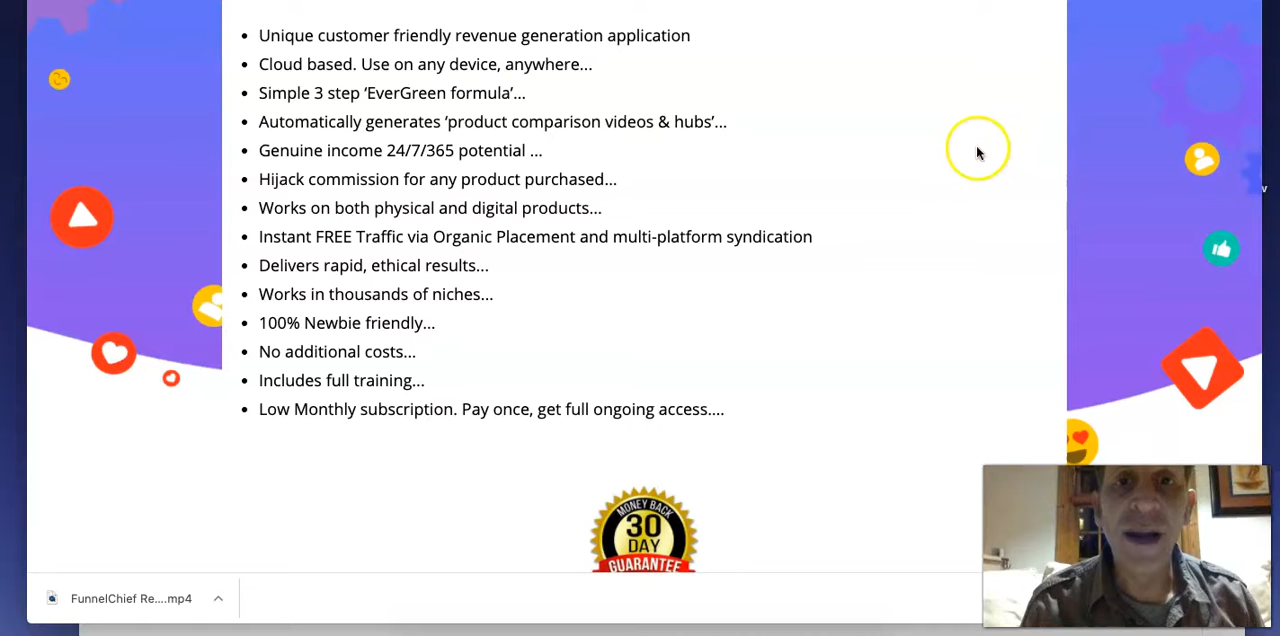 Unique customer friendly revenue generation application
Cloud based. Use on any device, anywhere...
Simple 3 step ‘EverGreen formula’...
Automatically generates ‘product comparison videos & hubs’...
Genuine income 24/7/365 potential ...
Hijack commission for any product purchased...
Works on both physical and digital products...
Instant FREE Traffic via Organic Placement and multi-platform syndication
Delivers rapid, ethical results...
Works in thousands of niches...
100% Newbie friendly...
No additional costs...
Includes full training...
Low Monthly subscription. Pay once, get full ongoing access....
MONEY BACK
30
DAY
GUARANTEE
FunnelChief Re....mp4
v